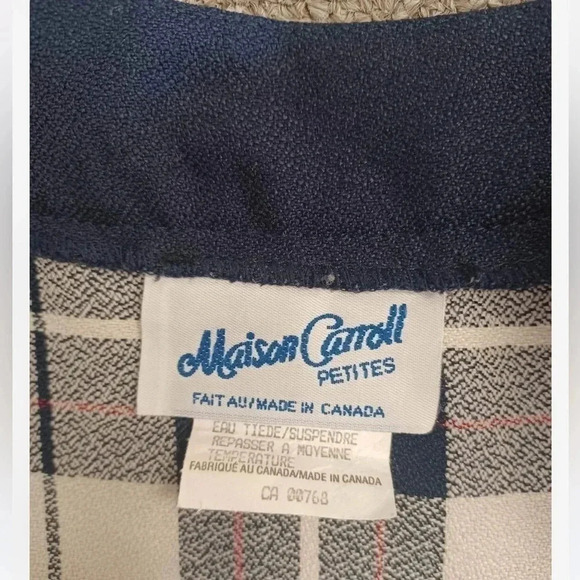 Maison Carroll
PETITES
FAIT AU/MADE IN CANADA
EAU TIEDE/SUSPENDRE
REPASSER A MOYENNE
TEMPERATURE
FABRIQUÉ AU CANADA/MADE IN CANADA
CA 00768